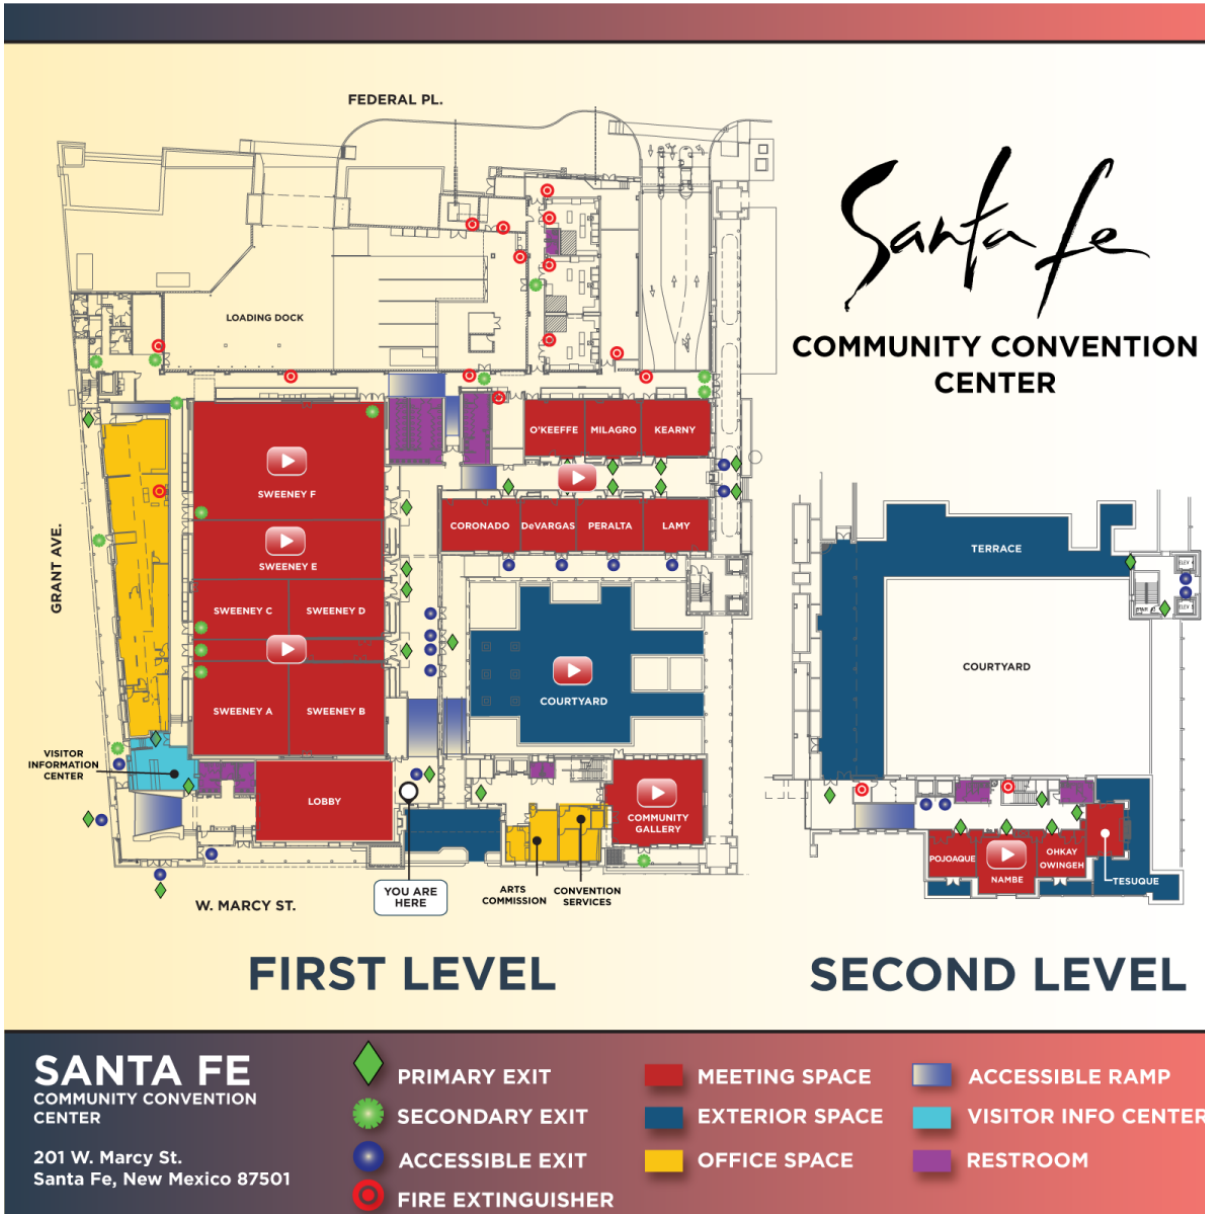 FEDERAL PL.
Santa Fe
COMMUNITY CONVENTION
CENTER
LOADING DOCK
O'KEEFFE
MILAGRO
KEARNY
SWEENEY F
CORONADO
DeVARGAS
PERALTA
LAMY
SWEENEY E
GRANT AVE.
SWEENEY C
SWEENEY D
SWEENEY A
SWEENEY B
COURTYARD
VISITOR
INFORMATION
CENTER
LOBBY
COMMUNITY
GALLERY
YOU ARE
HERE
ARTS
COMMISSION
CONVENTION
SERVICES
W. MARCY ST.
TERRACE
COURTYARD
POJOAQUE
NAMBE
OHKAY
OWINGEH
TESUQUE
FIRST LEVEL
SECOND LEVEL
SANTA FE
COMMUNITY CONVENTION
CENTER
201 W. Marcy St.
Santa Fe, New Mexico 87501
PRIMARY EXIT
SECONDARY EXIT
ACCESSIBLE EXIT
FIRE EXTINGUISHER
MEETING SPACE
EXTERIOR SPACE
OFFICE SPACE
ACCESSIBLE RAMP
VISITOR INFO CENTER
RESTROOM